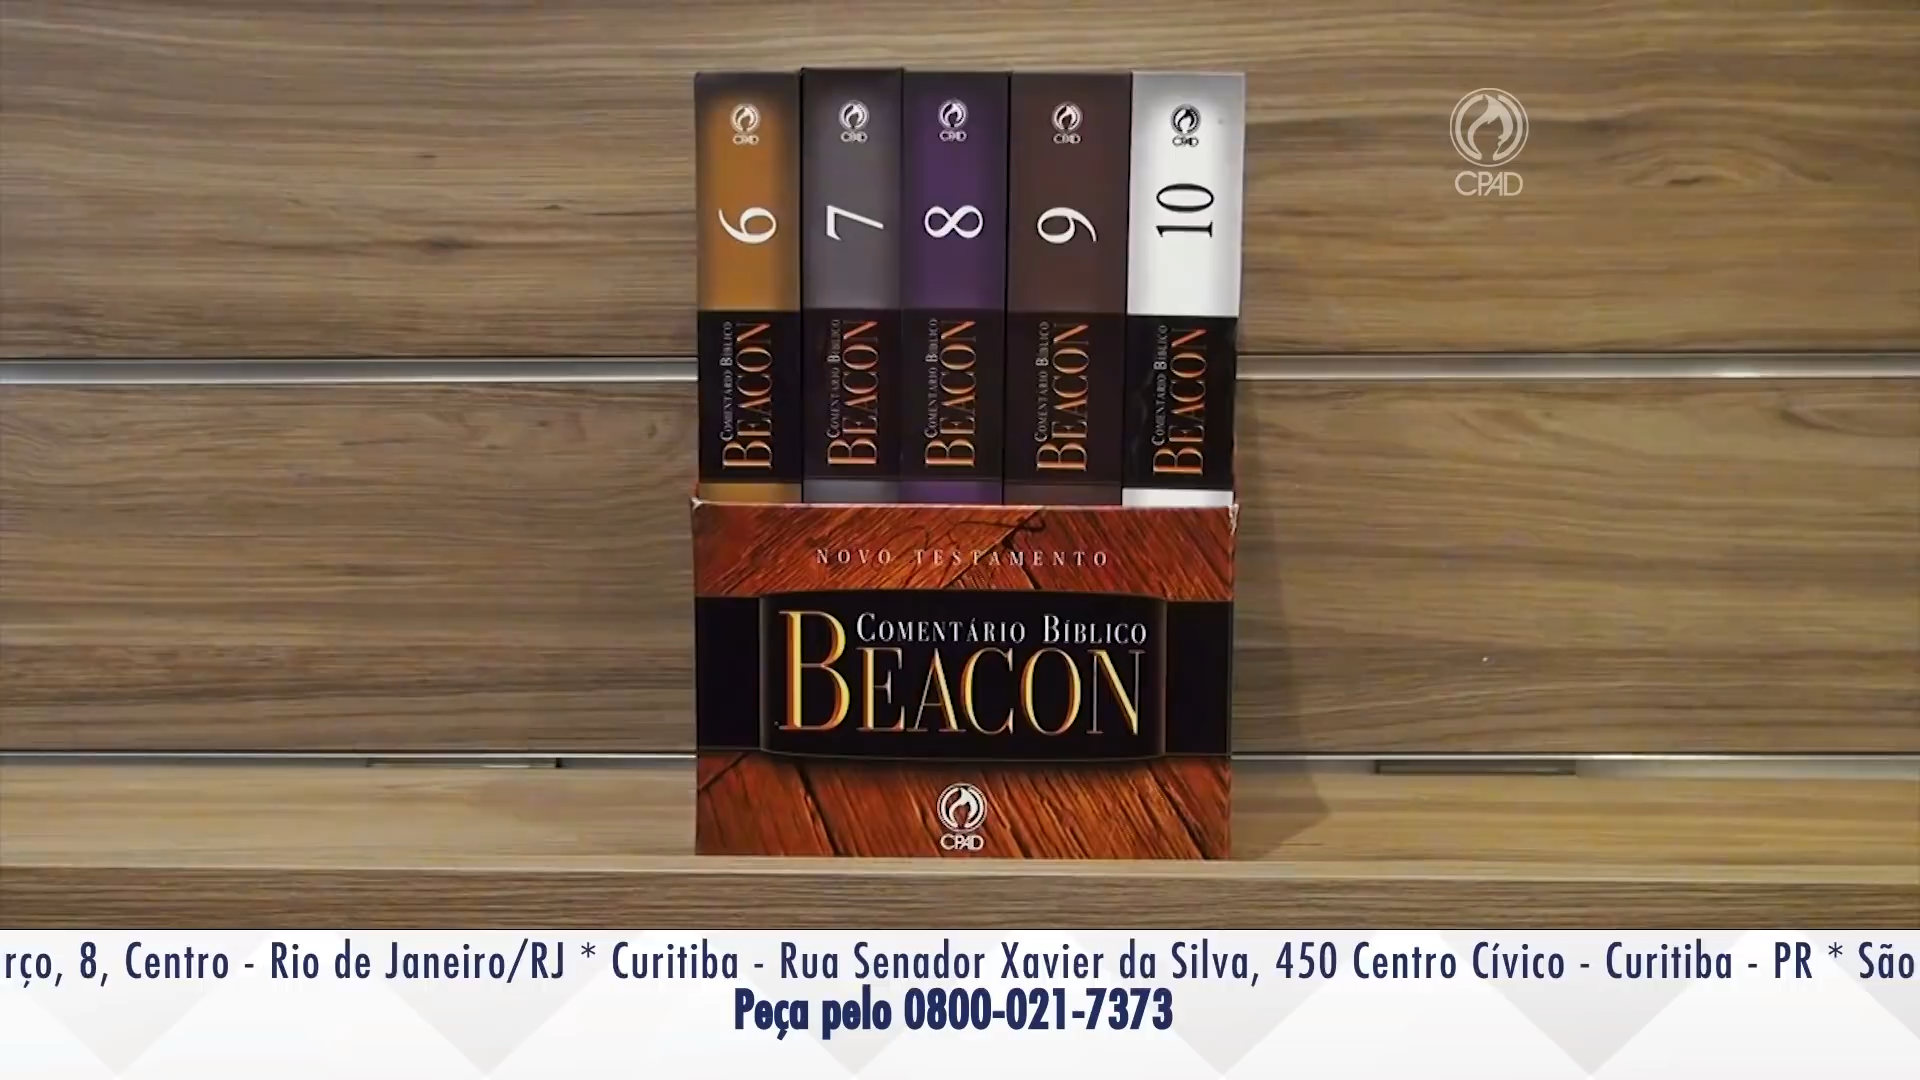 CPAD
CPAD
CPAD
CPAD
CPAD
CPAD
6
7
8
9
10
COMENTÁRIO BÍBLICO
BEACON
COMENTÁRIO BÍBLICO
BEACON
COMENTÁRIO BÍBLICO
BEACON
COMENTÁRIO BÍBLICO
BEACON
COMENTÁRIO BÍBLICO
BEACON
NOVO TESTAMENTO
COMENTÁRIO BÍBLICO
BEACON
CPAD
rço, 8, Centro - Rio de Janeiro/RJ * Curitiba - Rua Senador Xavier da Silva, 450 Centro Cívico - Curitiba - PR * São
Peça pelo 0800-021-7373